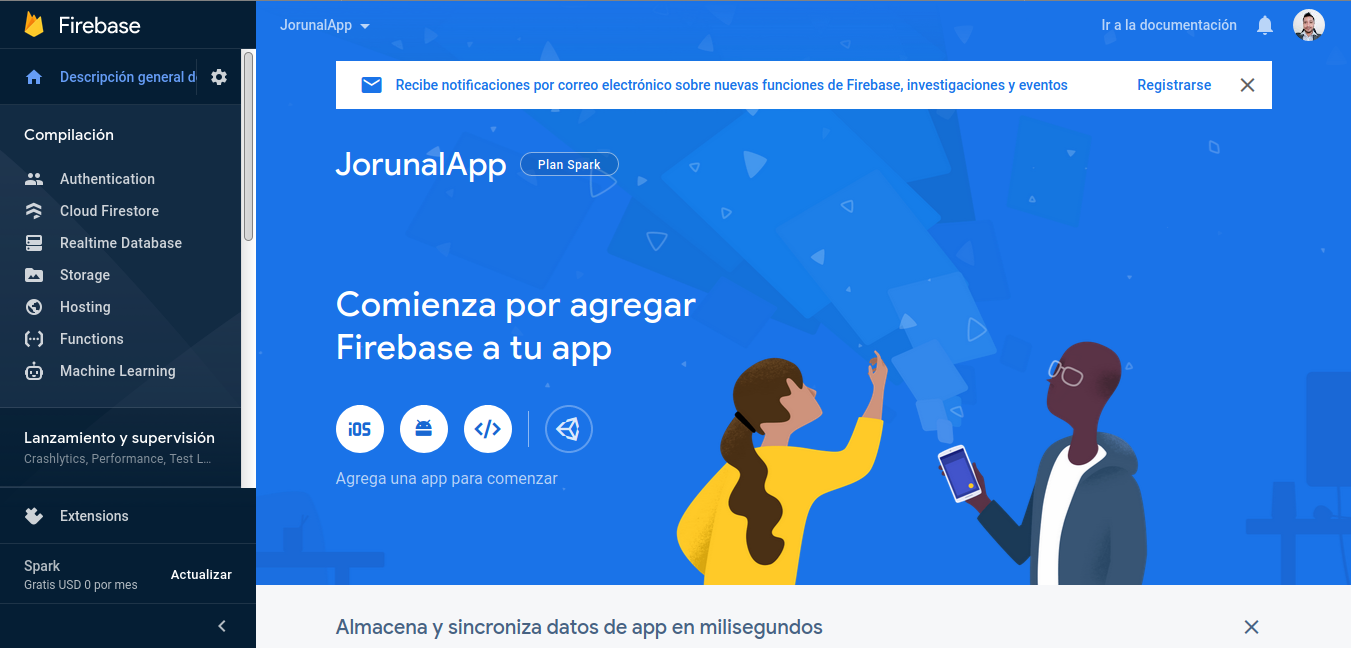 Firebase
JorunalApp
Ir a la documentación
Descripción general de
Recibe notificaciones por correo electrónico sobre nuevas funciones de Firebase, investigaciones y eventos
Registrarse
Compilación
Authentication
Cloud Firestore
Realtime Database
Storage
Hosting
Functions
Machine Learning
Lanzamiento y supervisión
Crashlytics, Performance, Test L...
Extensions
Spark
Gratis USD 0 por mes
Actualizar
JorunalApp
Plan Spark
Comienza por agregar
Firebase a tu app
iOS
</>
Agrega una app para comenzar
Almacena y sincroniza datos de app en milisegundos